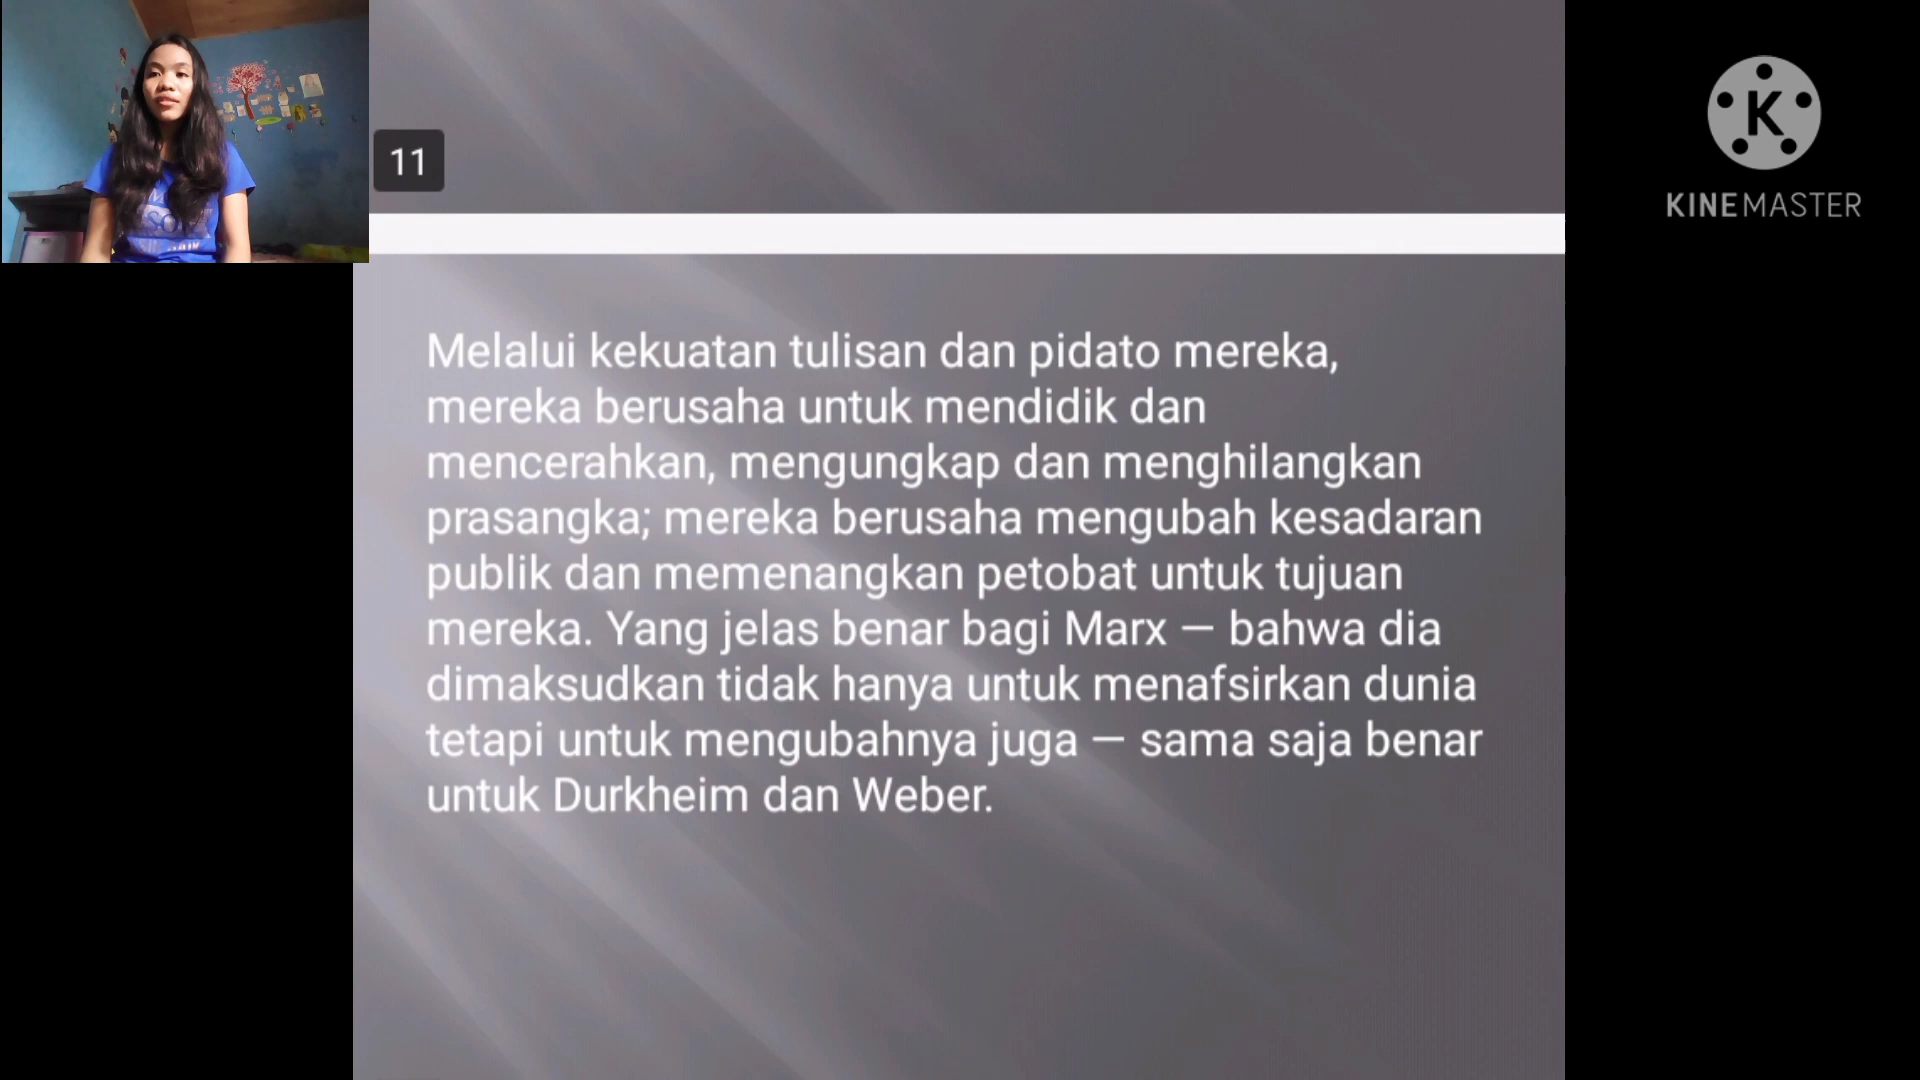 11
KINEMASTER
Melalui kekuatan tulisan dan pidato mereka,
mereka berusaha untuk mendidik dan
mencerahkan, mengungkap dan menghilangkan
prasangka; mereka berusaha mengubah kesadaran
publik dan memenangkan petobat untuk tujuan
mereka. Yang jelas benar bagi Marx — bahwa dia
dimaksudkan tidak hanya untuk menafsirkan dunia
tetapi untuk mengubahnya juga — sama saja benar
untuk Durkheim dan Weber.